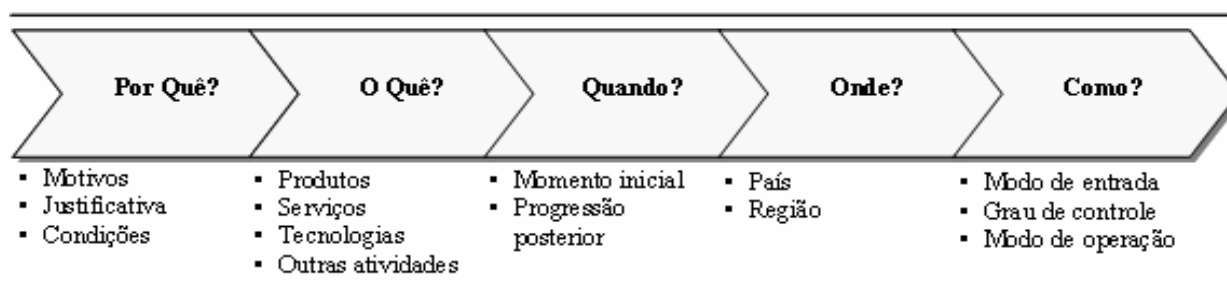 Por Quê?
O Quê?
Quando?
Onde?
Como?
▪ Motivos
▪ Justificativa
▪ Condições
▪ Produtos
▪ Serviços
▪ Tecnologias
▪ Outras atividades
▪ Momento inicial
▪ Progressão
posterior
▪ País
▪ Região
▪ Modo de entrada
▪ Grau de controle
▪ Modo de operação